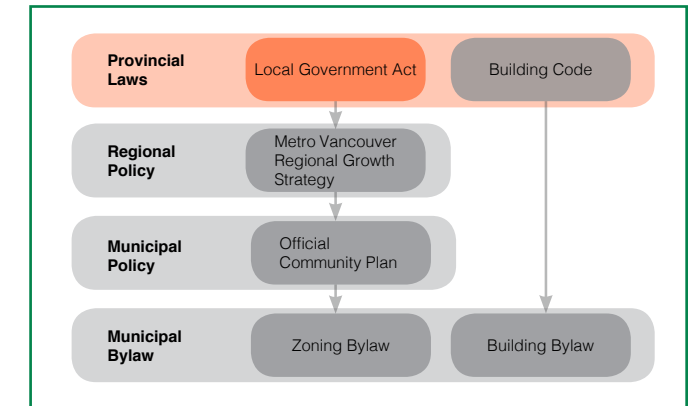 Provincial
Laws
Local Government Act
Building Code
Regional
Policy
Metro Vancouver
Regional Growth
Strategy
Municipal
Policy
Official
Community Plan
Municipal
Bylaw
Zoning Bylaw
Building Bylaw